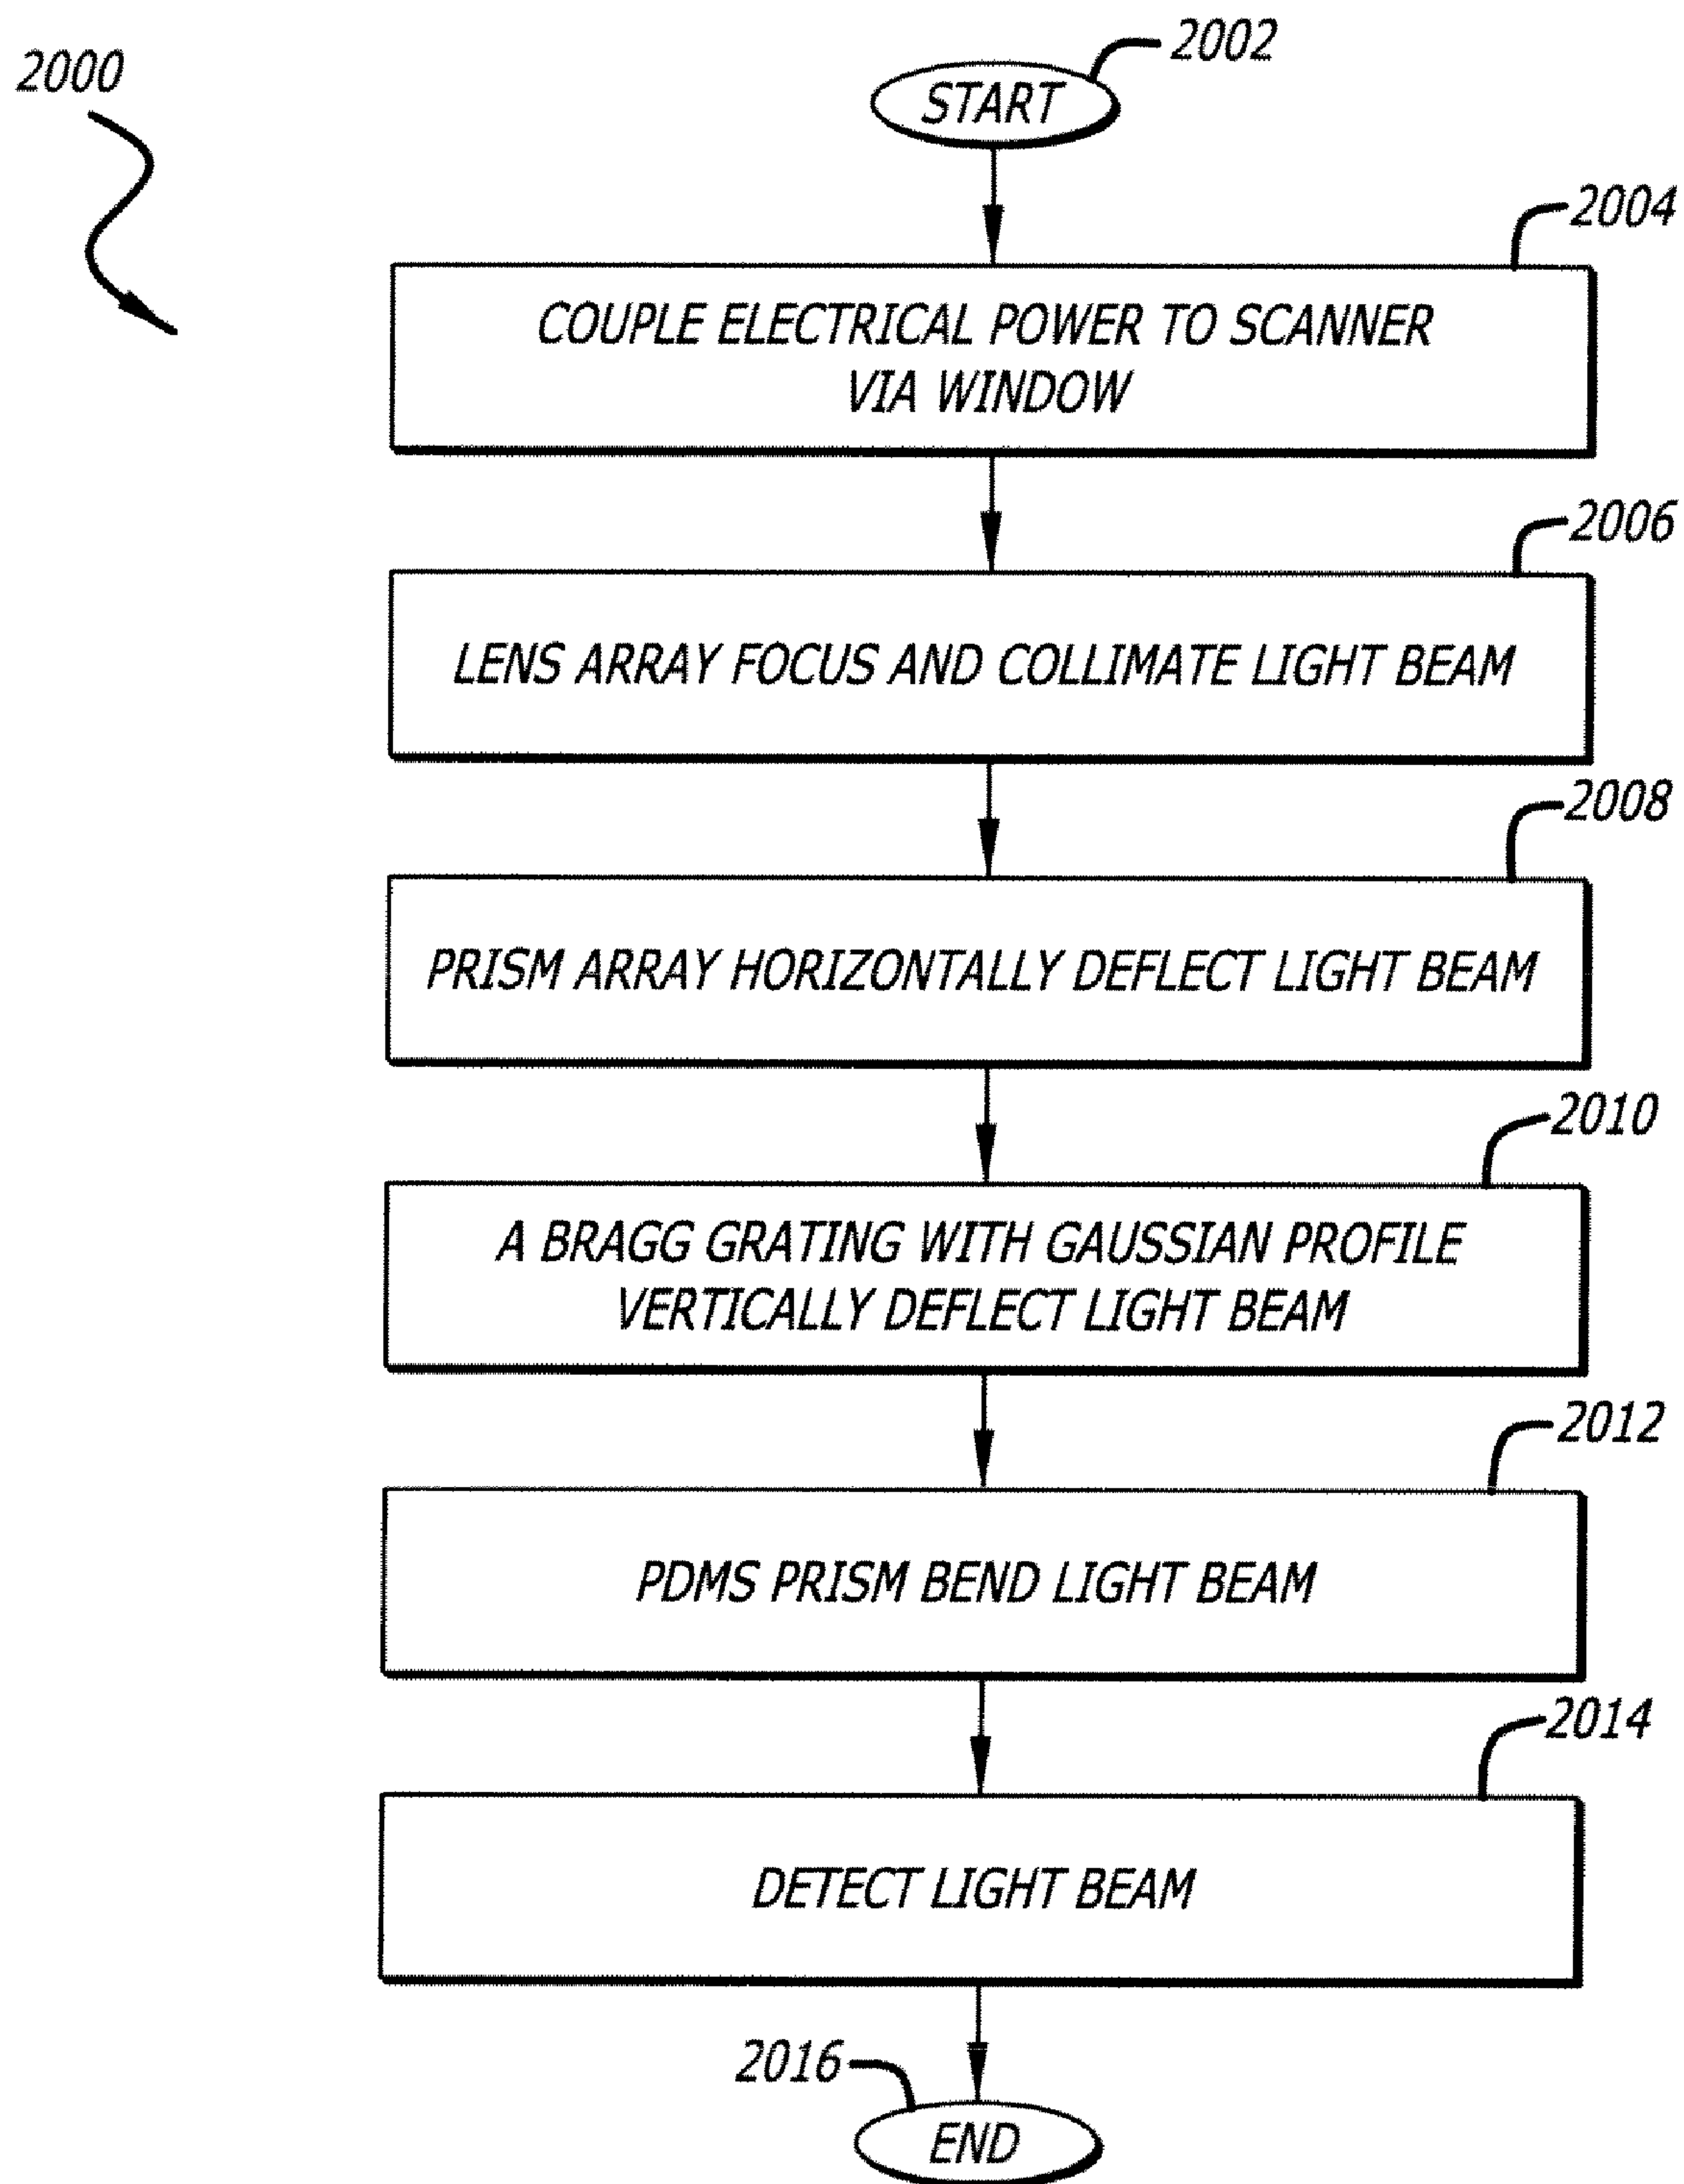 2000
2002
START
2004
COUPLE ELECTRICAL POWER TO SCANNER
VIA WINDOW
2006
LENS ARRAY FOCUS AND COLLIMATE LIGHT BEAM
2008
PRISM ARRAY HORIZONTALLY DEFLECT LIGHT BEAM
2010
A BRAGG GRATING WITH GAUSSIAN PROFILE
VERTICALLY DEFLECT LIGHT BEAM
2012
PDMS PRISM BEND LIGHT BEAM
2014
DETECT LIGHT BEAM
2016
END